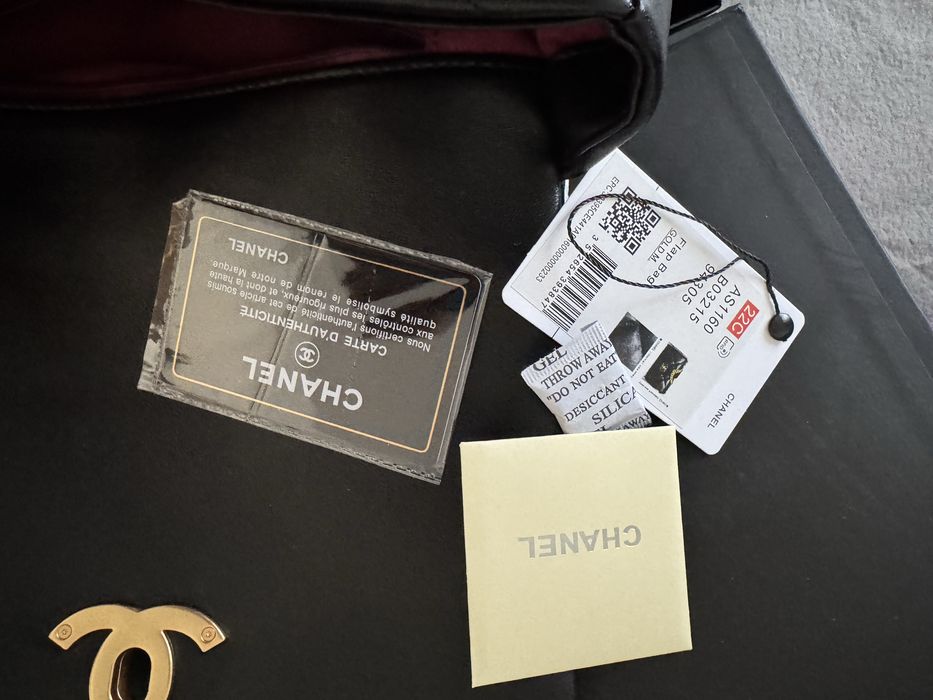 CHANEL
CARTE D'AUTHENTICITE
Nous certifions l'authenticité de cet article soumis
aux contrôles les plus rigoureux, et dont la haute
qualité symbolise le renom de notre Marque.
CHANEL
CHANEL
22C
AS1160
B03215
94305
Flap Bag
GOLD.M.
GEL
THROW AWAY
"DO NOT EAT
DESICCANT
SILICA
CHANEL